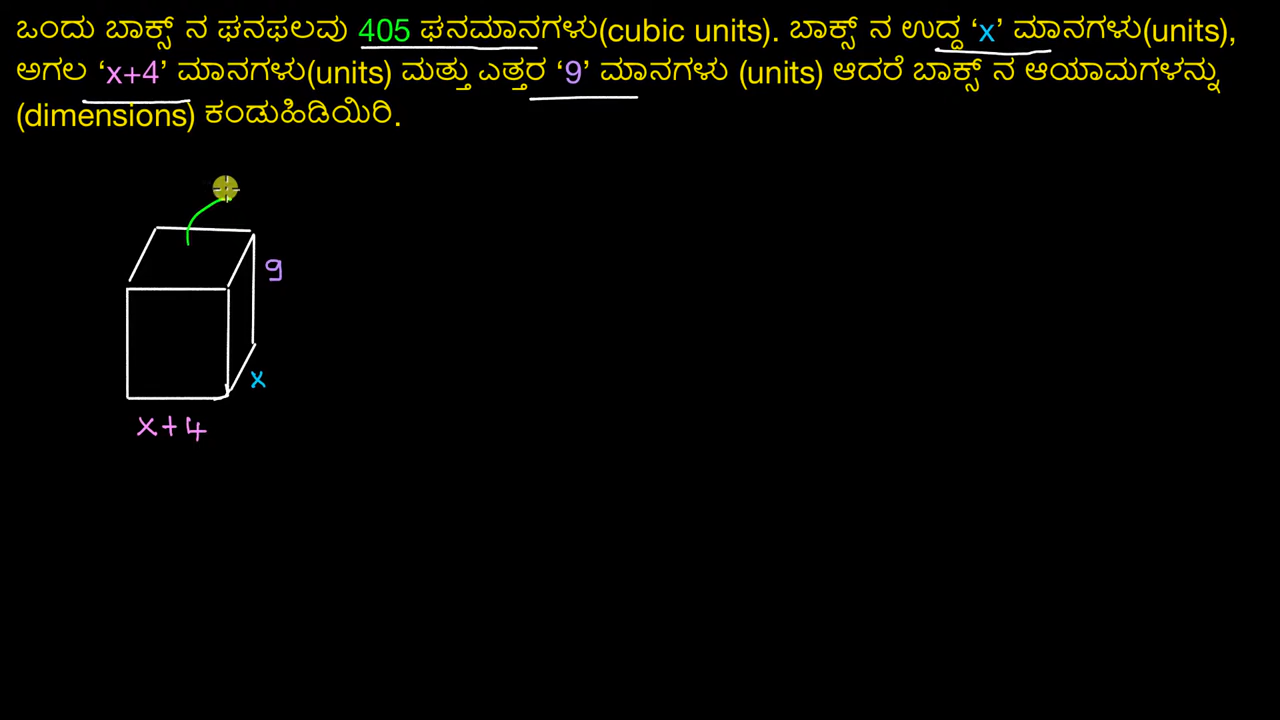 ಒಂದು ಬಾಕ್ಸ್ ನ ಘನಫಲವು 405 ಘನಮಾನಗಳು(cubic units). ಬಾಕ್ಸ್ ನ ಉದ್ದ ‘x’ ಮಾನಗಳು(units),
ಅಗಲ ‘x+4’ ಮಾನಗಳು(units) ಮತ್ತು ಎತ್ತರ ‘9’ ಮಾನಗಳು (units) ಆದರೆ ಬಾಕ್ಸ್ ನ ಆಯಾಮಗಳನ್ನು
(dimensions) ಕಂಡುಹಿಡಿಯಿರಿ.
9
x
x+4